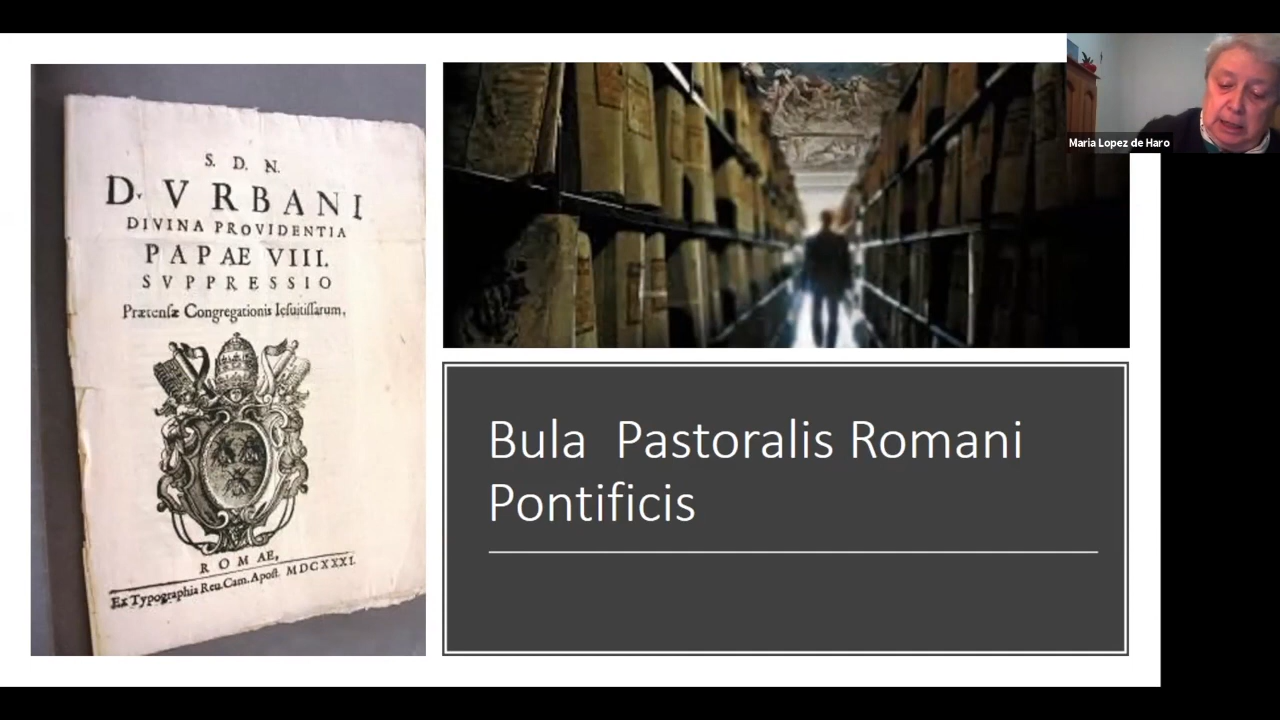 S. D. N.
D. V R B A N I
DIVINA PROVIDENTIA
PAPAE VIII.
SVPPRESSIO
Prætensæ Congregationis Iesuitissarum,
ROMAE,
Ex Typographia Reu. Cam. Apost. MDCXXXI.
Maria Lopez de Haro
Bula Pastoralis Romani
Pontificis